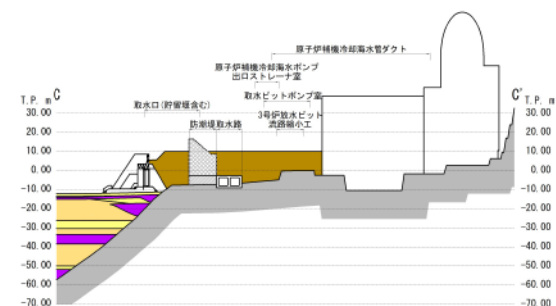 原子炉補機冷却海水管ダクト
原子炉補機冷却海水ポンプ
出口ストレーナ室
取水ピットポンプ室
取水口(貯留堰含む)
3号炉放水ピット
流路縮小工
防潮堤 取水路
T.P. m C
C' T.P. m
30.00 30.00
20.00 20.00
10.00 10.00
0.00 0.00
-10.00 -10.00
-20.00 -20.00
-30.00 -30.00
-40.00 -40.00
-50.00 -50.00
-60.00 -60.00
-70.00 -70.00